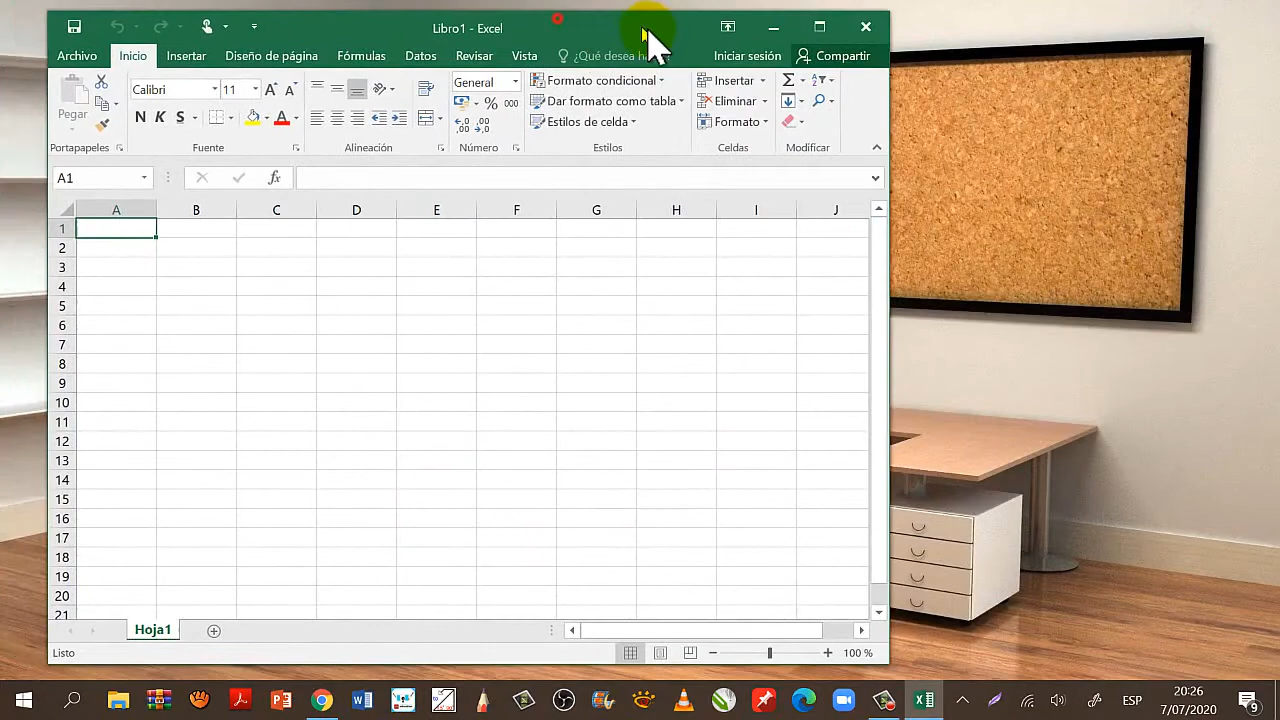 Libro1 - Excel
Archivo Inicio Insertar Diseño de página Fórmulas Datos Revisar Vista ¿Qué desea Iniciar sesión Compartir
Pegar
Calibri 11
N K S A
General
% 000
Formato condicional
Dar formato como tabla
Estilos de celda
Insertar
Eliminar
Formato
Portapapeles Fuente Alineación Número Estilos Celdas Modificar
A1 fx
A B C D E F G H I J
1
2
3
4
5
6
7
8
9
10
11
12
13
14
15
16
17
18
19
20
21
Hoja1
Listo 100 %
ESP
20:26
7/07/2020
9